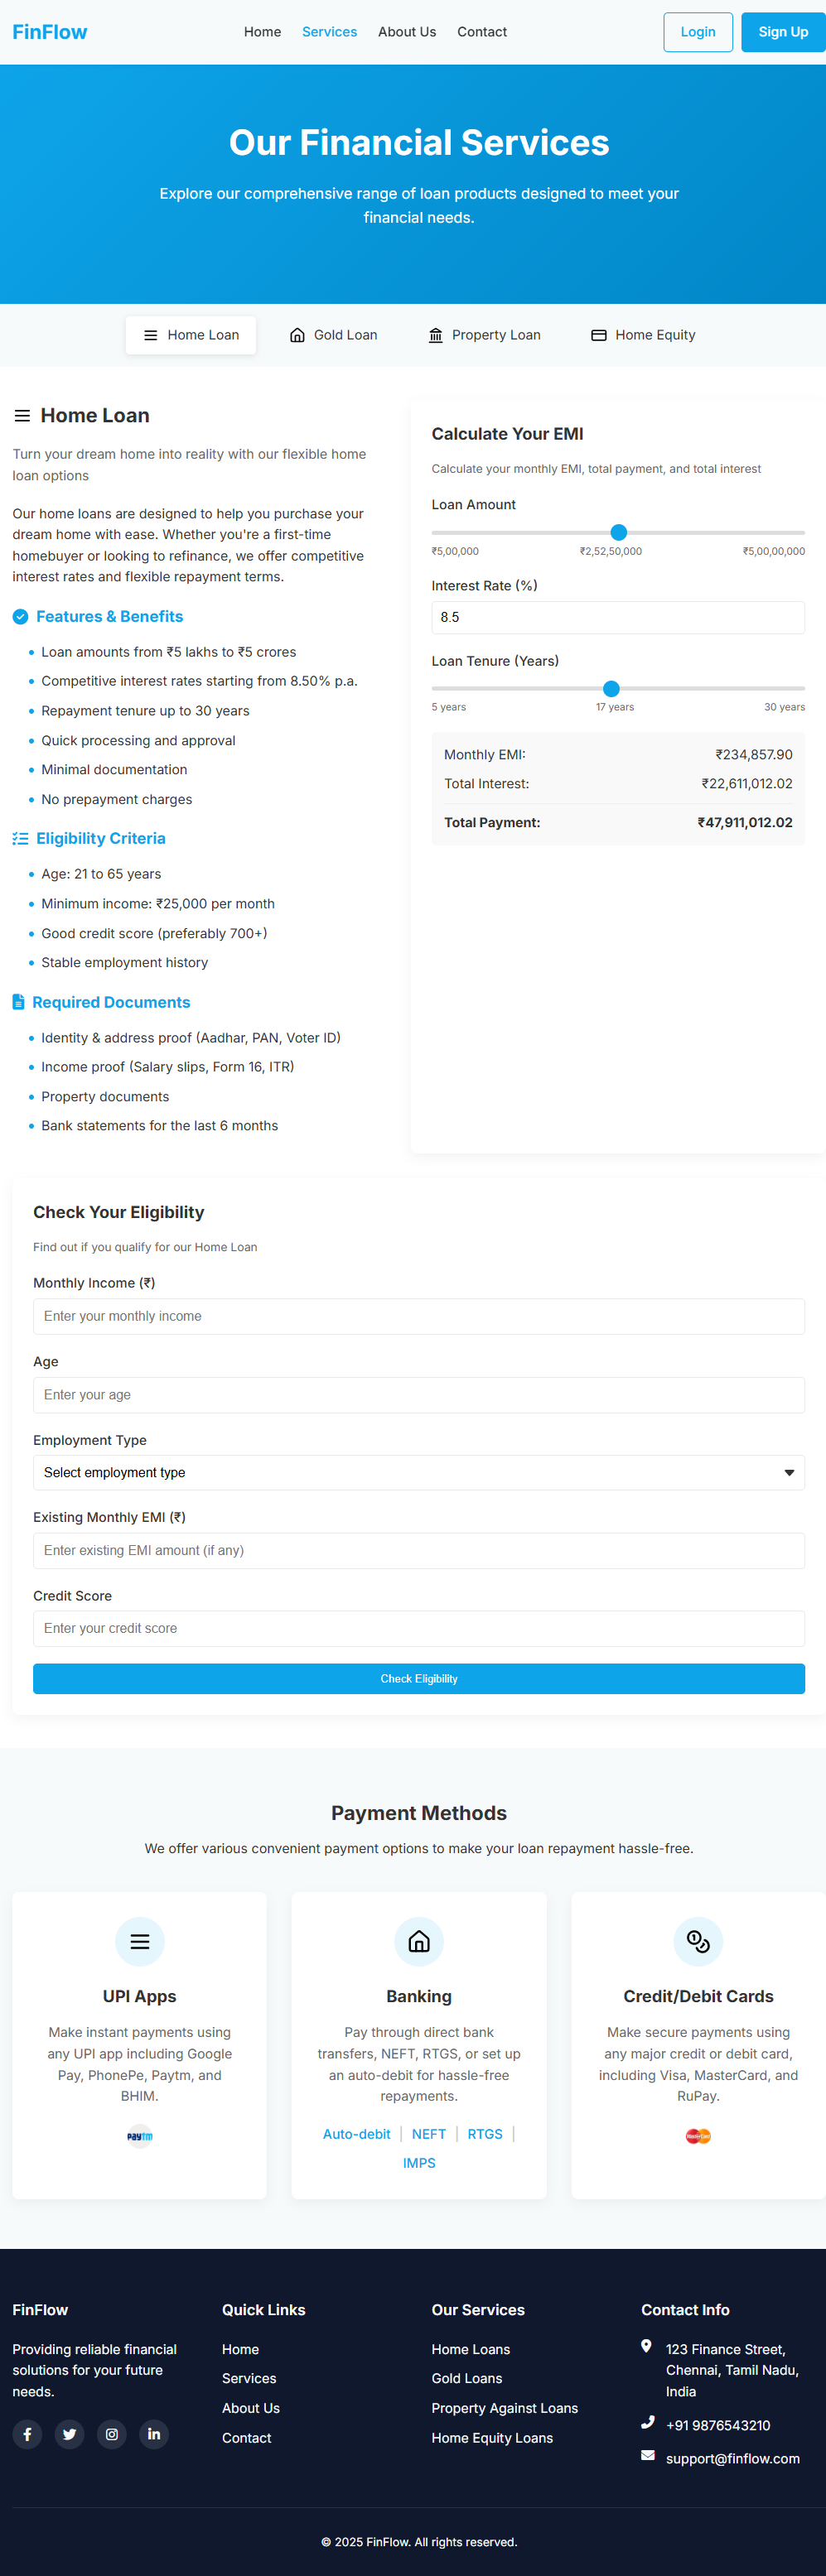 FinFlow
Home
Services
About Us
Contact
Login
Sign Up
Our Financial Services
Explore our comprehensive range of loan products designed to meet your
financial needs.
Home Loan
Gold Loan
Property Loan
Home Equity
Home Loan
Turn your dream home into reality with our flexible home
loan options
Our home loans are designed to help you purchase your
dream home with ease. Whether you're a first-time
homebuyer or looking to refinance, we offer competitive
interest rates and flexible repayment terms.
Features & Benefits
Loan amounts from ₹5 lakhs to ₹5 crores
Competitive interest rates starting from 8.50% p.a.
Repayment tenure up to 30 years
Quick processing and approval
Minimal documentation
No prepayment charges
Eligibility Criteria
Age: 21 to 65 years
Minimum income: ₹25,000 per month
Good credit score (preferably 700+)
Stable employment history
Required Documents
Identity & address proof (Aadhar, PAN, Voter ID)
Income proof (Salary slips, Form 16, ITR)
Property documents
Bank statements for the last 6 months
Calculate Your EMI
Calculate your monthly EMI, total payment, and total interest
Loan Amount
₹5,00,000
₹2,52,50,000
₹5,00,00,000
Interest Rate (%)
8.5
Loan Tenure (Years)
5 years
17 years
30 years
Monthly EMI: ₹234,857.90
Total Interest: ₹22,611,012.02
Total Payment: ₹47,911,012.02
Check Your Eligibility
Find out if you qualify for our Home Loan
Monthly Income (₹)
Enter your monthly income
Age
Enter your age
Employment Type
Select employment type
Existing Monthly EMI (₹)
Enter existing EMI amount (if any)
Credit Score
Enter your credit score
Check Eligibility
Payment Methods
We offer various convenient payment options to make your loan repayment hassle-free.
UPI Apps
Make instant payments using
any UPI app including Google
Pay, PhonePe, Paytm, and
BHIM.
paytm
Banking
Pay through direct bank
transfers, NEFT, RTGS, or set up
an auto-debit for hassle-free
repayments.
Auto-debit | NEFT | RTGS |
IMPS
Credit/Debit Cards
Make secure payments using
any major credit or debit card,
including Visa, MasterCard, and
RuPay.
MasterCard
FinFlow
Providing reliable financial
solutions for your future
needs.
Quick Links
Home
Services
About Us
Contact
Our Services
Home Loans
Gold Loans
Property Against Loans
Home Equity Loans
Contact Info
123 Finance Street,
Chennai, Tamil Nadu,
India
+91 9876543210
support@finflow.com
© 2025 FinFlow. All rights reserved.